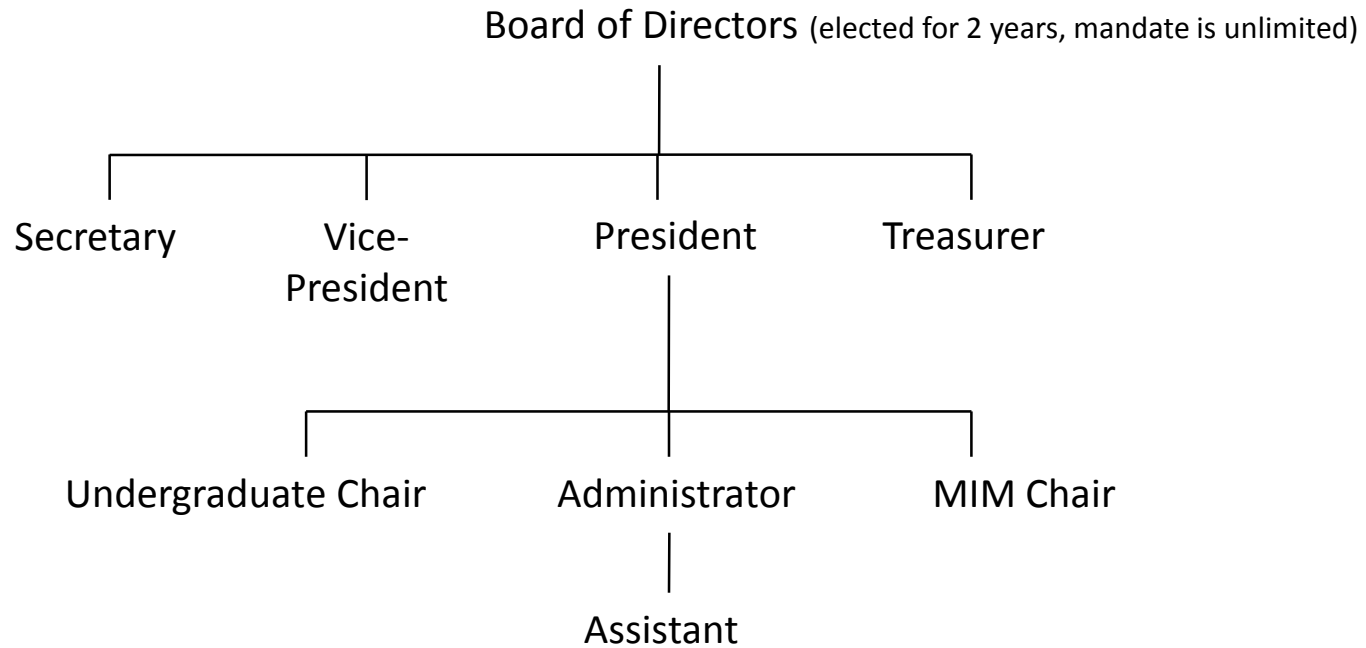 Board of Directors (elected for 2 years, mandate is unlimited)
Secretary
Vice-
President
President
Treasurer
Undergraduate Chair
Administrator
MIM Chair
Assistant